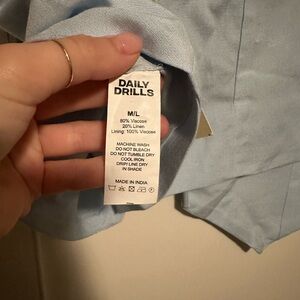 DAILY
DRILLS
M/L
80% Viscose
20% Linen
Lining: 100% Viscose
MACHINE WASH
DO NOT BLEACH
DO NOT TUMBLE DRY
COOL IRON
DRIP/LINE DRY
IN SHADE
MADE IN INDIA